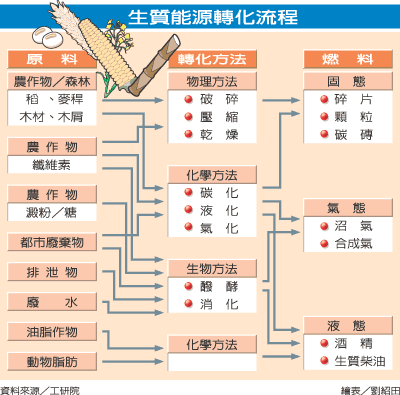 生質能源轉化流程
原料
轉化方法
燃料
農作物／森林
稻、麥稈
木材、木屑
農作物
纖維素
農作物
澱粉／糖
都市廢棄物
排泄物
廢水
油脂作物
動物脂肪
物理方法
破碎
壓縮
乾燥
化學方法
碳化
液化
氣化
生物方法
醱酵
消化
化學方法
固態
碎片
顆粒
碳磚
氣態
沼氣
合成氣
液態
酒精
生質柴油
資料來源／工研院
繪表／劉紹田